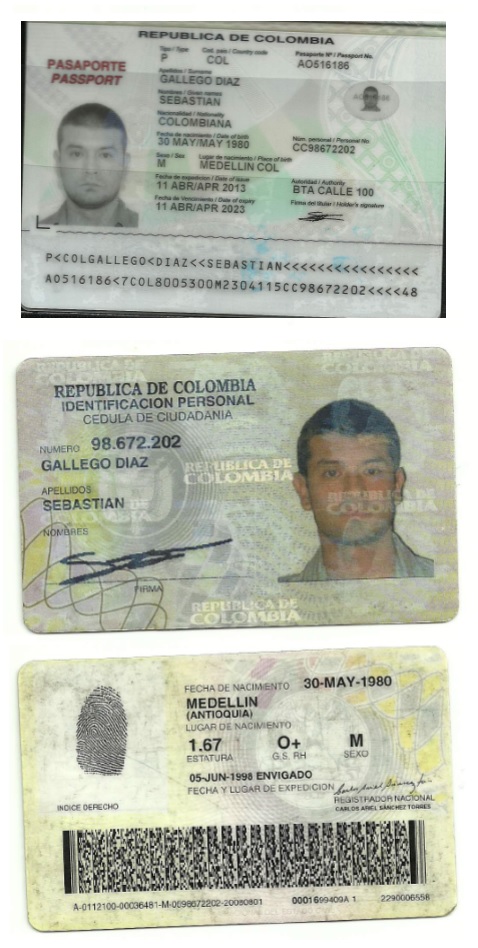 REPUBLICA DE COLOMBIA
Tipo / Type Cod. país / Country code Pasaporte N° / Passport No.
PASAPORTE P COL AO516186
PASSPORT Apellidos / Surname
GALLEGO DIAZ
Nombres / Given names
SEBASTIAN
Nacionalidad / Nationality
COLOMBIANA
Fecha de nacimiento / Date of birth Núm. personal / Personal No
30 MAY/MAY 1980 CC98672202
Sexo / Sex Lugar de nacimiento / Place of birth
M MEDELLIN COL
Fecha de expedición / Date of issue Autoridad / Authority
11 ABR/APR 2013 BTA CALLE 100
Fecha de Vencimiento / Date of expiry Firma del titular / Holder's signature
11 ABR/APR 2023
P<COLGALLEGO<DIAZ<<SEBASTIAN<<<<<<<<<<<<<<<<
AO516186<7COL8005300M2304115CC98672202<<<<48
REPUBLICA DE COLOMBIA
IDENTIFICACION PERSONAL
CEDULA DE CIUDADANIA
NUMERO 98.672.202
GALLEGO DIAZ
APELLIDOS
SEBASTIAN
NOMBRES
FIRMA
REPUBLICA DE COLOMBIA
FECHA DE NACIMIENTO 30-MAY-1980
MEDELLIN
(ANTIOQUIA)
LUGAR DE NACIMIENTO
1.67 O+ M
ESTATURA G.S. RH SEXO
05-JUN-1998 ENVIGADO
FECHA Y LUGAR DE EXPEDICION
INDICE DERECHO REGISTRADOR NACIONAL
CARLOS ARIEL SÁNCHEZ TORRES
A-0112100-00036481-M-0098672202-20080801 0001699409A 1 2290006558